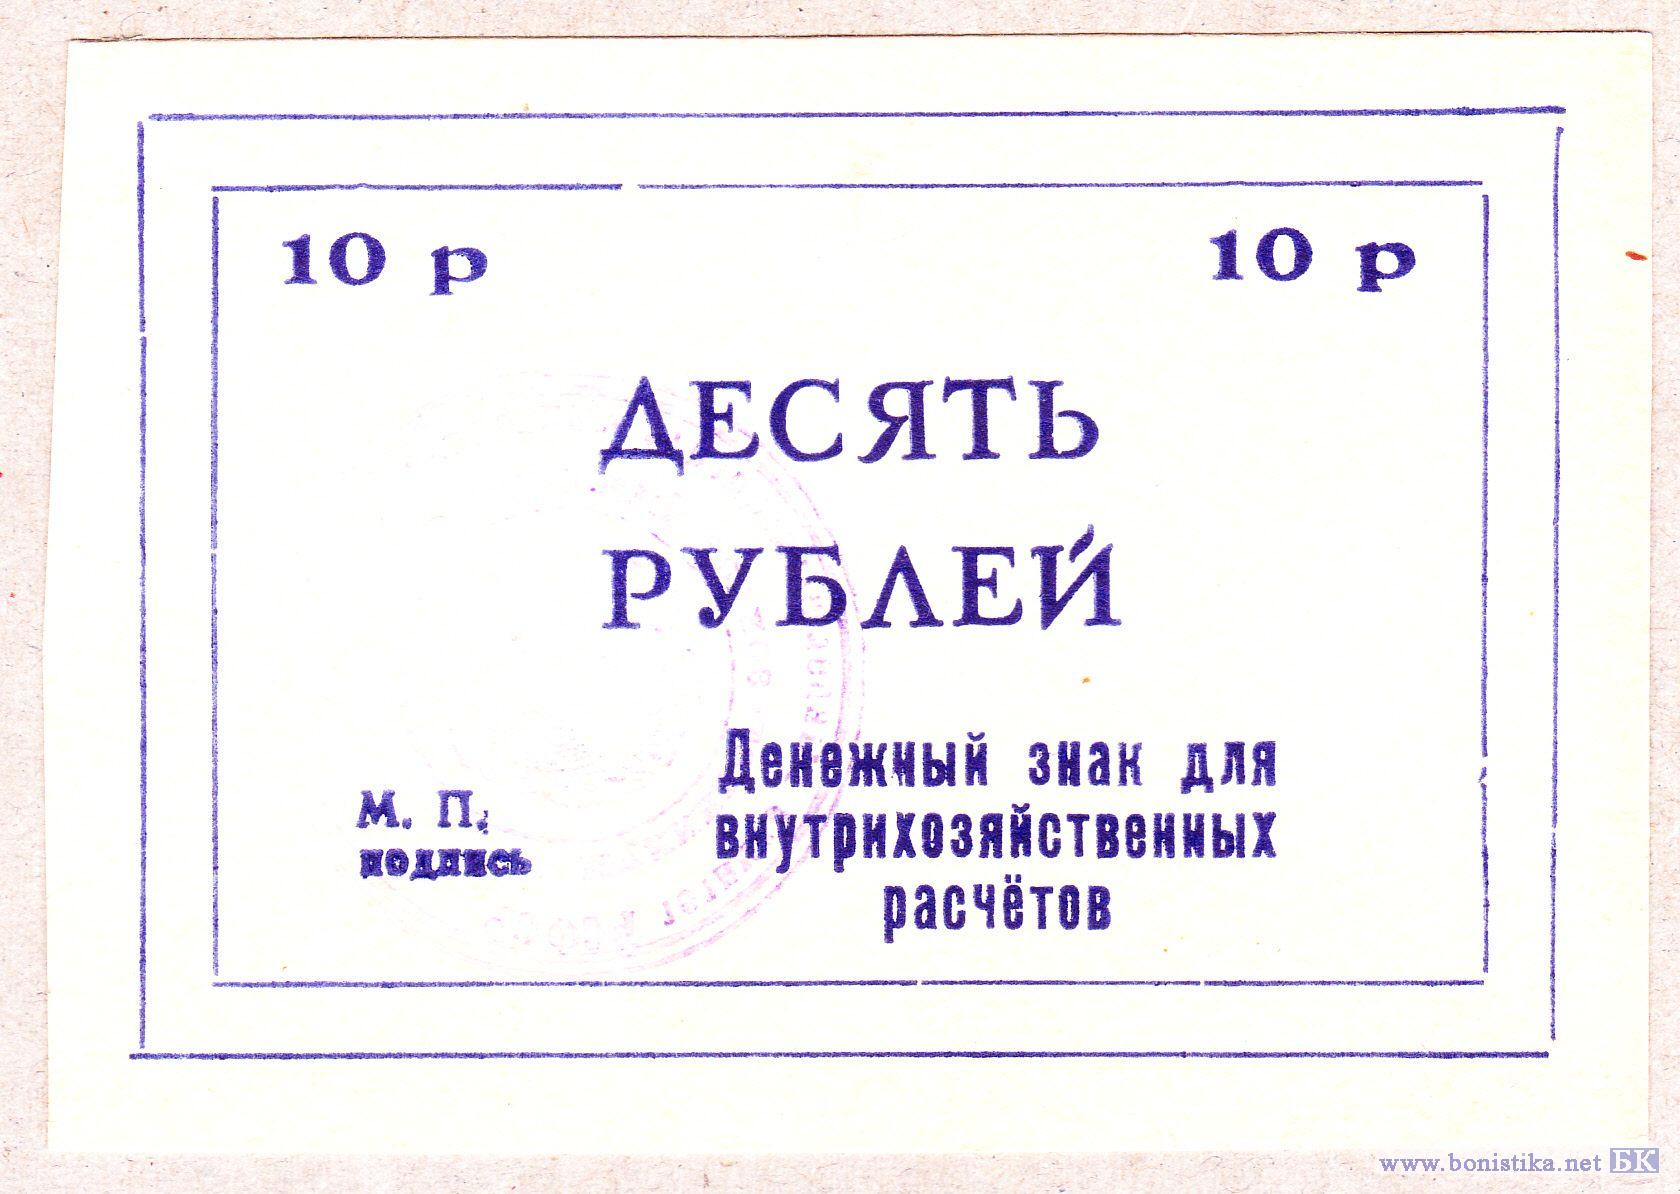 10 р 10 р
ДЕСЯТЬ
РУБЛЕЙ
Денежный знак для
внутрихозяйственных
расчётов
М. П.
подпись
www.bonistika.net БК